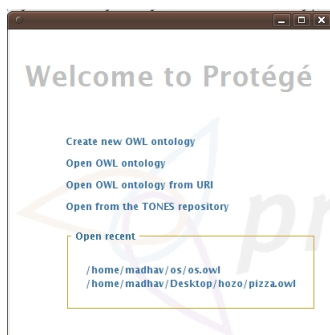 Welcome to Protégé
Create new OWL ontology
Open OWL ontology
Open OWL ontology from URI
Open from the TONES repository
pr
Open recent
/home/madhav/os/os.owl
/home/madhav/Desktop/hozo/pizza.owl